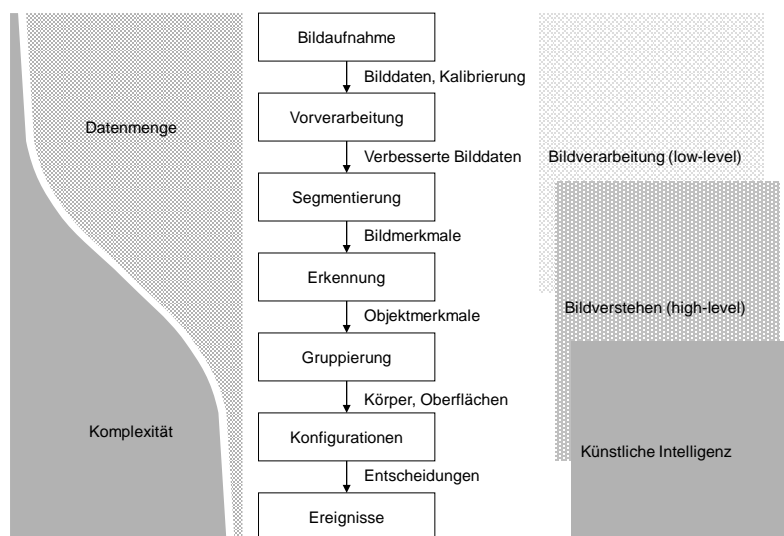 Bildaufnahme
Bilddaten, Kalibrierung
Datenmenge
Vorverarbeitung
Verbesserte Bilddaten
Bildverarbeitung (low-level)
Segmentierung
Bildmerkmale
Erkennung
Objektmerkmale
Bildverstehen (high-level)
Gruppierung
Körper, Oberflächen
Komplexität
Konfigurationen
Künstliche Intelligenz
Entscheidungen
Ereignisse